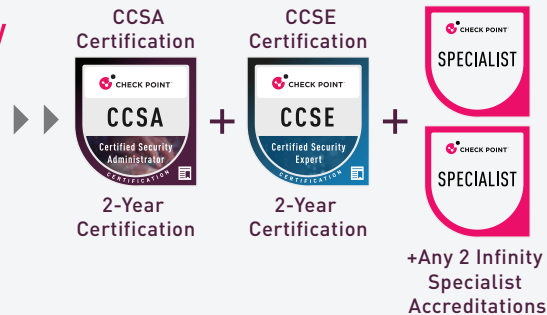 CCSA
Certification
CHECK POINT
CCSA
Certified Security
Administrator
CERTIFICATION
2-Year
Certification
+
CCSE
Certification
CHECK POINT
CCSE
Certified Security
Expert
CERTIFICATION
2-Year
Certification
+
CHECK POINT
SPECIALIST
CHECK POINT
SPECIALIST
+Any 2 Infinity
Specialist
Accreditations